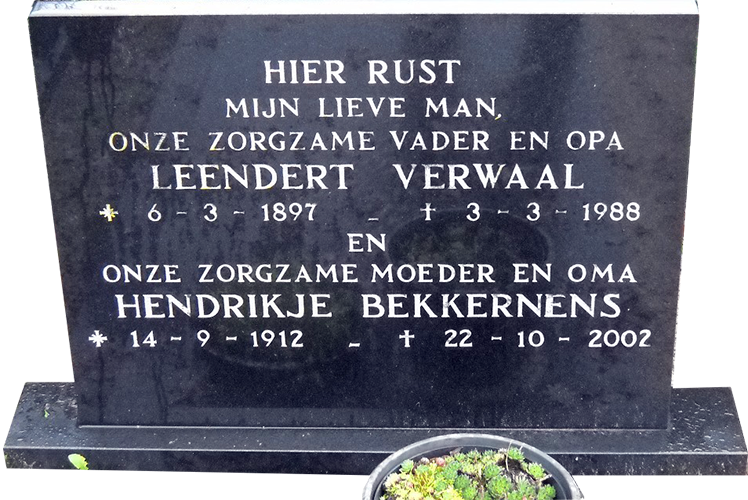 HIER RUST
MIJN LIEVE MAN,
ONZE ZORGZAME VADER EN OPA
LEENDERT VERWAAL
* 6 - 3 - 1897 - † 3 - 3 - 1988
EN
ONZE ZORGZAME MOEDER EN OMA
HENDRIKJE BEKKERNENS
* 14 - 9 - 1912 - † 22 - 10 - 2002